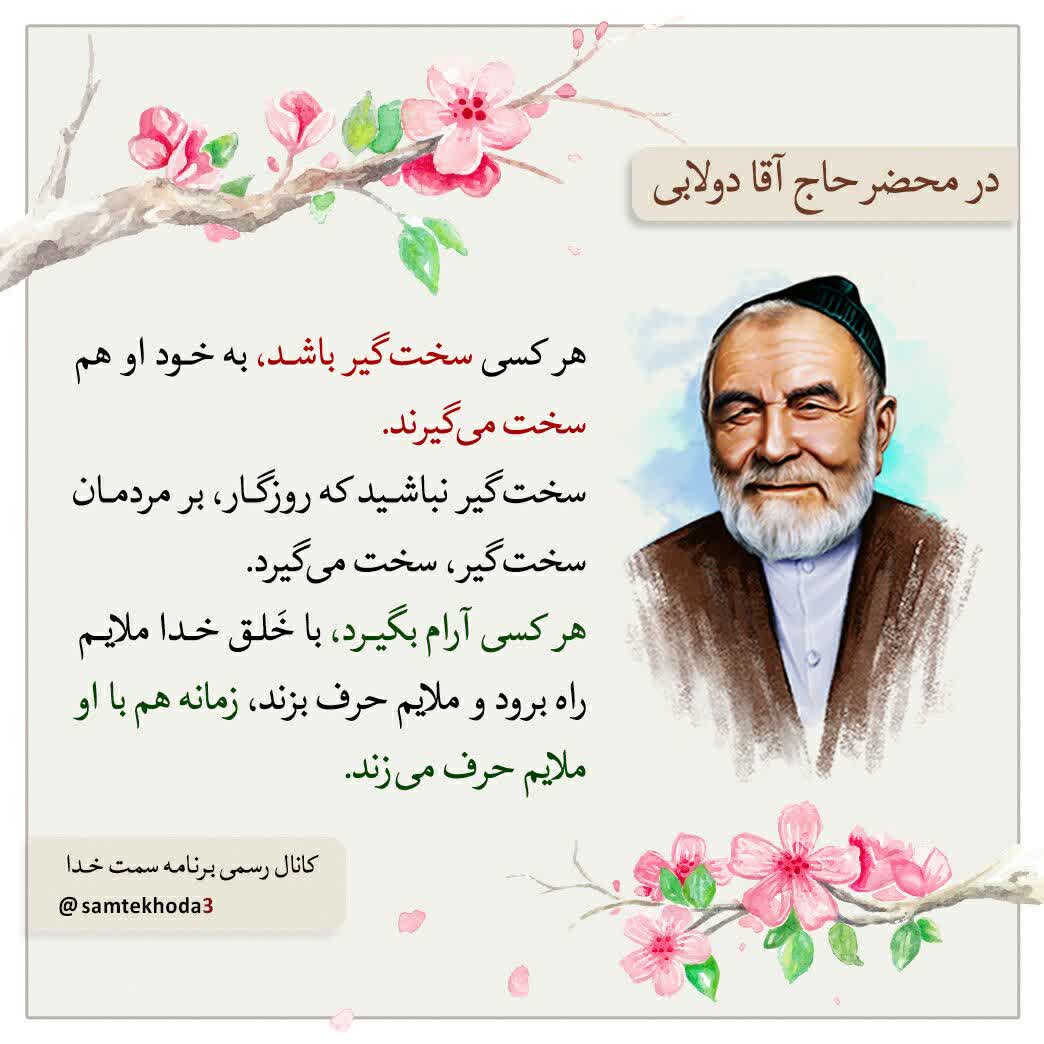 در محضر حاج آقا دولابی
هر کسی سخت‌گیر باشد، به خود او هم
سخت می‌گیرند.
سخت‌گیر نباشید که روزگار، بر مردمان
سخت‌گیر، سخت می‌گیرد.
هر کسی آرام بگیرد، با خَلق خدا ملایم
راه برود و ملایم حرف بزند، زمانه هم با او
ملایم حرف می‌زند.
کانال رسمی برنامه سمت خدا
@samtekhoda3